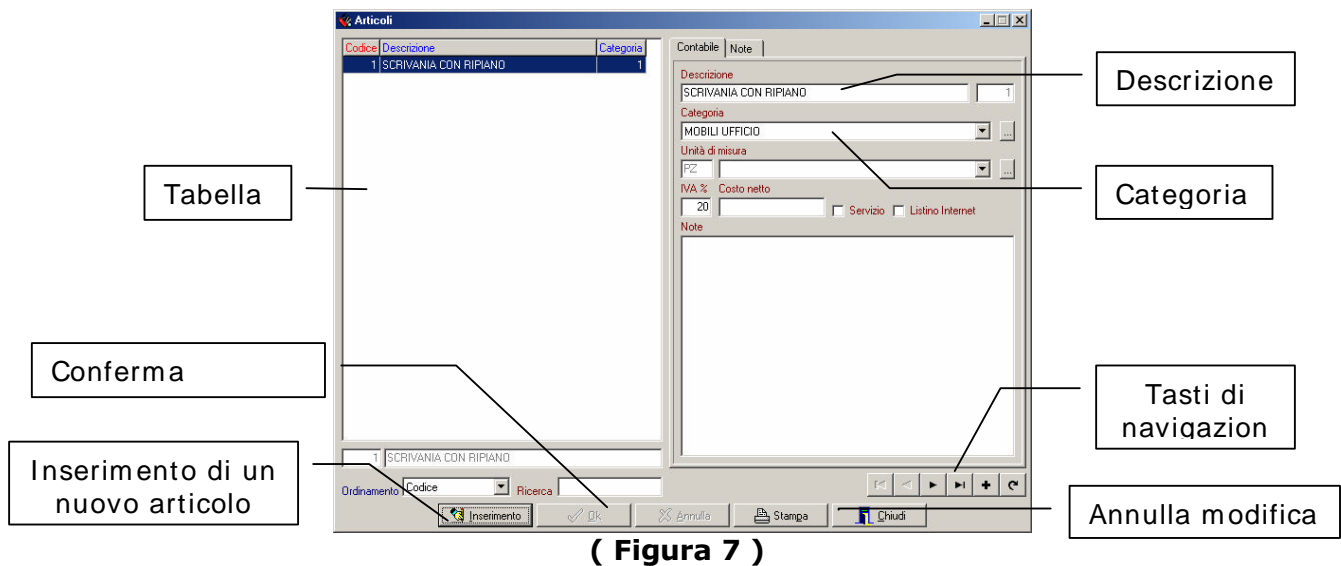 Articoli
Codice Descrizione Categoria
1 SCRIVANIA CON RIPIANO 1
Contabile Note
Descrizione
SCRIVANIA CON RIPIANO 1
Categoria
MOBILI UFFICIO ...
Unità di misura
PZ ...
IVA % Costo netto
20 Servizio Listino Internet
Note
1 SCRIVANIA CON RIPIANO
Ordinamento Codice Ricerca
Inserimento Ok Annulla Stampa Chiudi
Tabella
Conferma
Inserimento di un
nuovo articolo
Descrizione
Categoria
Tasti di
navigazion
Annulla modifica
( Figura 7 )